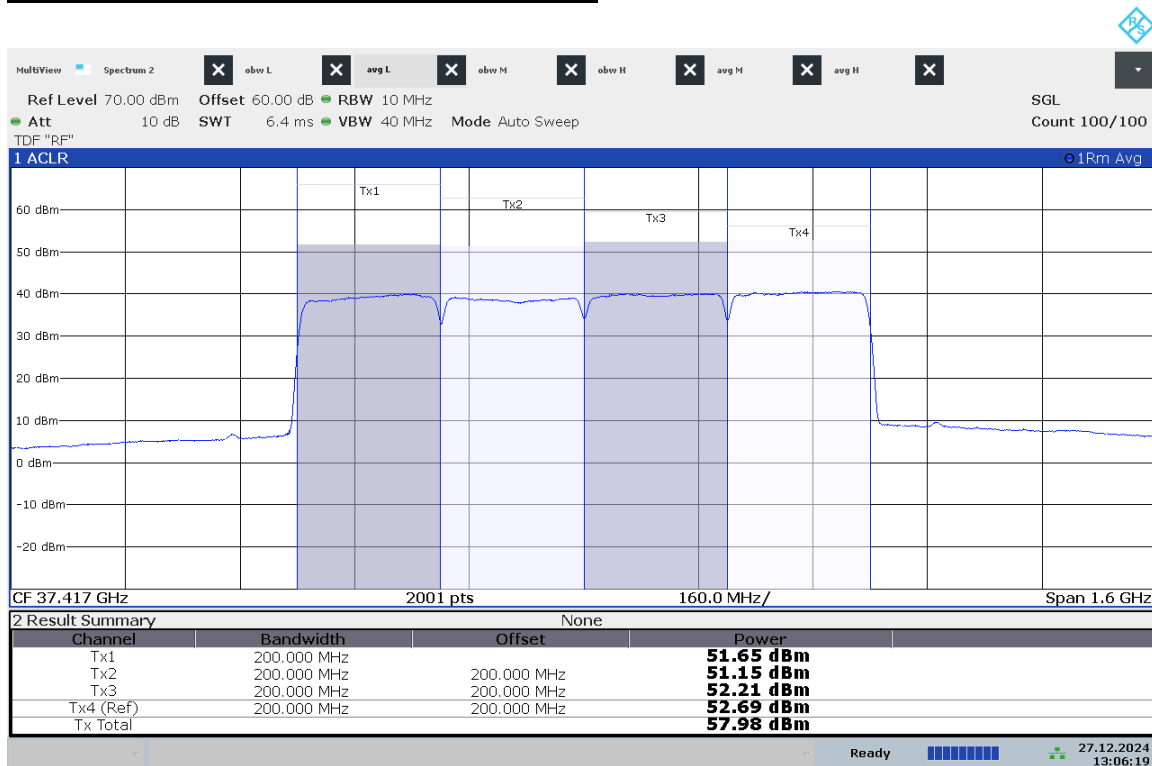 R&S
MultiView Spectrum 2 obw L avg L obw M obw H avg M avg H
Ref Level 70.00 dBm Offset 60.00 dB RBW 10 MHz SGL
Att 10 dB SWT 6.4 ms VBW 40 MHz Mode Auto Sweep Count 100/100
TDF "RF"
1 ACLR 1Rm Avg
Tx1
Tx2
60 dBm
Tx3
Tx4
50 dBm
40 dBm
30 dBm
20 dBm
10 dBm
0 dBm
-10 dBm
-20 dBm
CF 37.417 GHz 2001 pts 160.0 MHz/ Span 1.6 GHz
2 Result Summary None
Channel Bandwidth Offset Power
Tx1 200.000 MHz 51.65 dBm
Tx2 200.000 MHz 200.000 MHz 51.15 dBm
Tx3 200.000 MHz 200.000 MHz 52.21 dBm
Tx4 (Ref) 200.000 MHz 200.000 MHz 52.69 dBm
Tx Total 57.98 dBm
Ready 27.12.2024
13:06:19